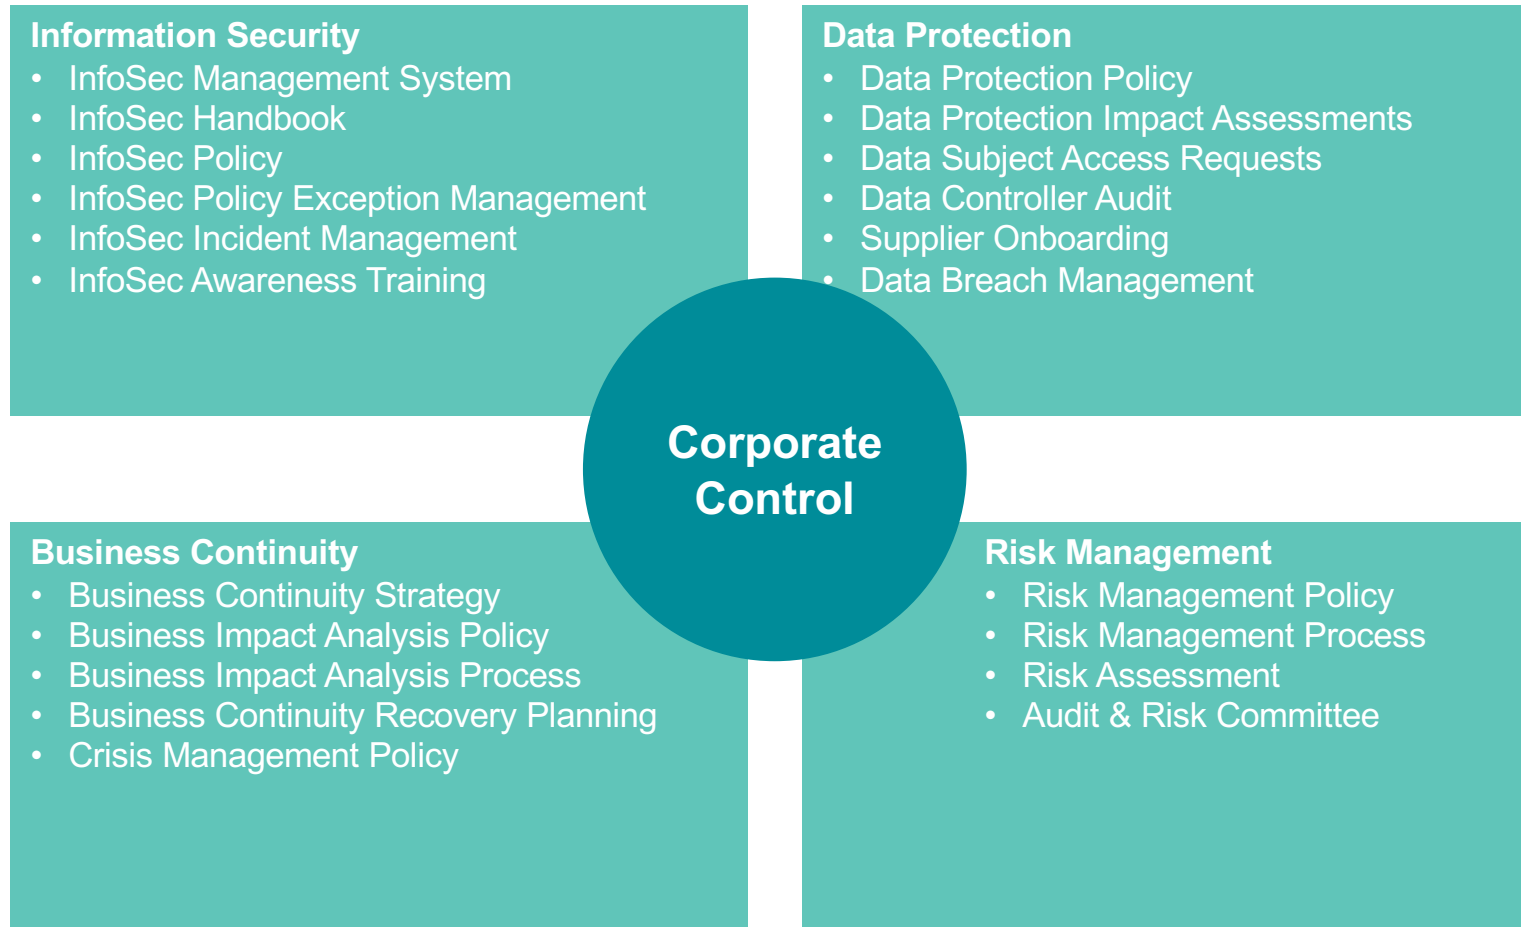 Information Security
• InfoSec Management System
• InfoSec Handbook
• InfoSec Policy
• InfoSec Policy Exception Management
• InfoSec Incident Management
• InfoSec Awareness Training
Data Protection
• Data Protection Policy
• Data Protection Impact Assessments
• Data Subject Access Requests
• Data Controller Audit
• Supplier Onboarding
• Data Breach Management
Corporate
Control
Business Continuity
• Business Continuity Strategy
• Business Impact Analysis Policy
• Business Impact Analysis Process
• Business Continuity Recovery Planning
• Crisis Management Policy
Risk Management
• Risk Management Policy
• Risk Management Process
• Risk Assessment
• Audit & Risk Committee